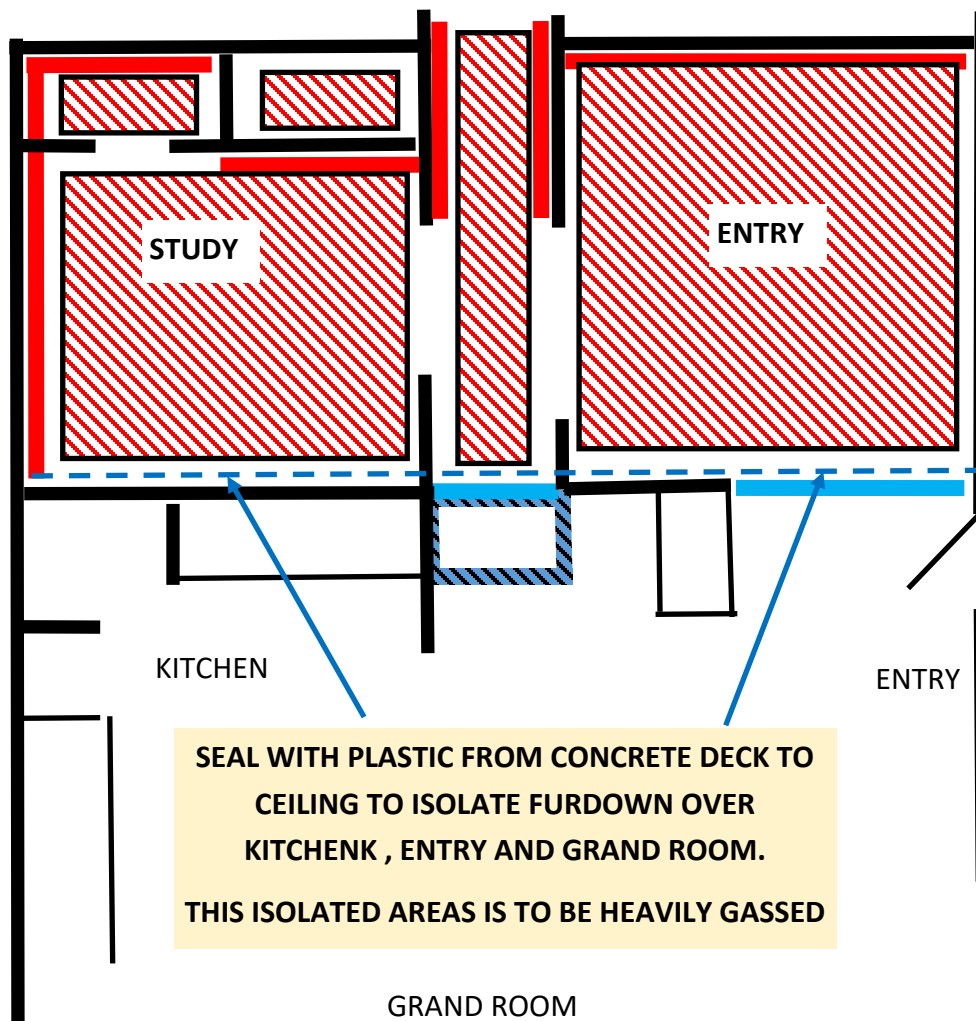 STUDY
ENTRY
KITCHEN
ENTRY
SEAL WITH PLASTIC FROM CONCRETE DECK TO
CEILING TO ISOLATE FURDOWN OVER
KITCHENK , ENTRY AND GRAND ROOM.
THIS ISOLATED AREAS IS TO BE HEAVILY GASSED
GRAND ROOM